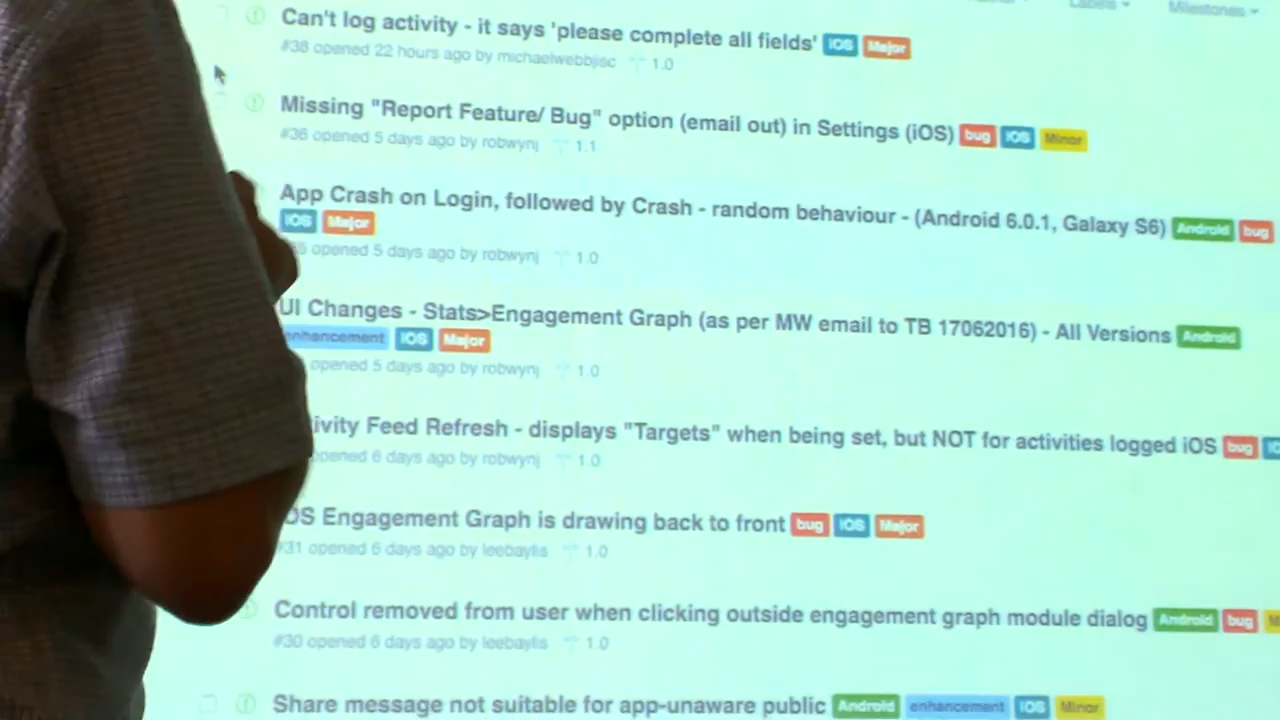 Labels Milestones
Can't log activity - it says 'please complete all fields' iOS Major
#38 opened 22 hours ago by michaelwebbjisc 1.0
Missing "Report Feature/ Bug" option (email out) in Settings (iOS) bug iOS Minor
#36 opened 5 days ago by robwynj 1.1
App Crash on Login, followed by Crash - random behaviour - (Android 6.0.1, Galaxy S6) Android bug
iOS Major
opened 5 days ago by robwynj 1.0
UI Changes - Stats>Engagement Graph (as per MW email to TB 17062016) - All Versions Android
enhancement iOS Major
opened 5 days ago by robwynj 1.0
ivity Feed Refresh - displays "Targets" when being set, but NOT for activities logged iOS bug
opened 6 days ago by robwynj 1.0
iOS Engagement Graph is drawing back to front bug iOS Major
#31 opened 6 days ago by leebaylis 1.0
Control removed from user when clicking outside engagement graph module dialog Android bug
#30 opened 6 days ago by leebaylis 1.0
Share message not suitable for app-unaware public Android enhancement iOS Minor